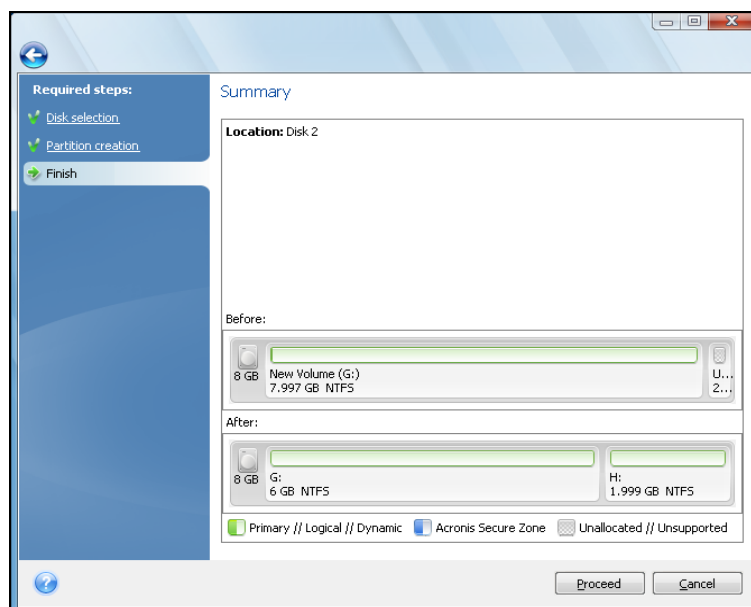 Required steps:
Disk selection
Partition creation
Finish
Summary
Location: Disk 2
Before:
8 GB
New Volume (G:)
7.997 GB NTFS
U...
2...
After:
8 GB
G:
6 GB NTFS
H:
1.999 GB NTFS
Primary // Logical // Dynamic
Acronis Secure Zone
Unallocated // Unsupported
?
Proceed
Cancel